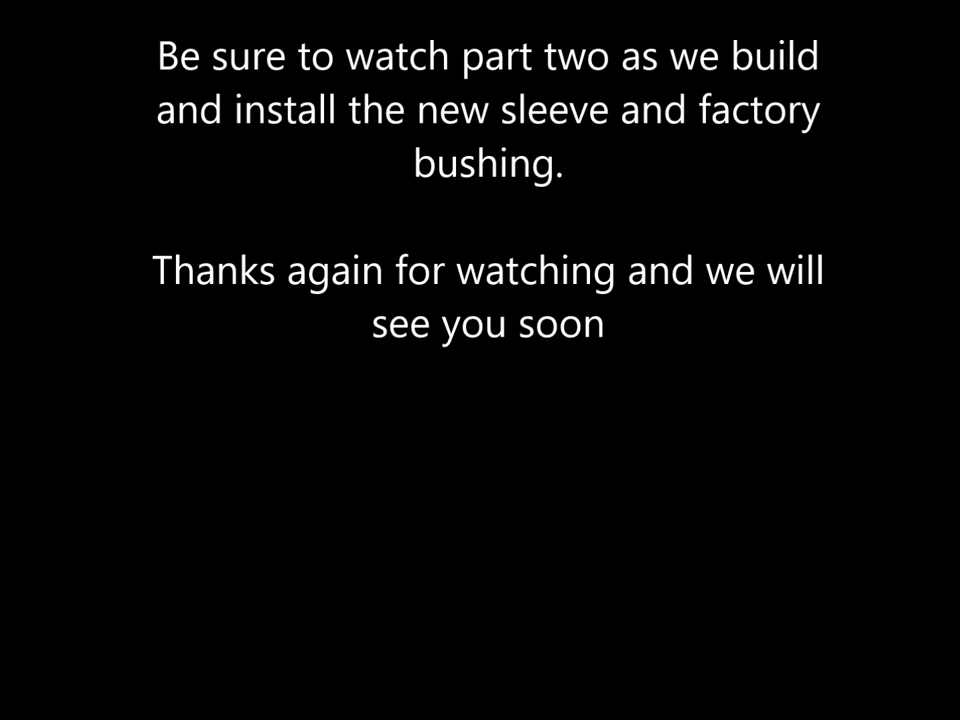 Be sure to watch part two as we build
and install the new sleeve and factory
bushing.
Thanks again for watching and we will
see you soon